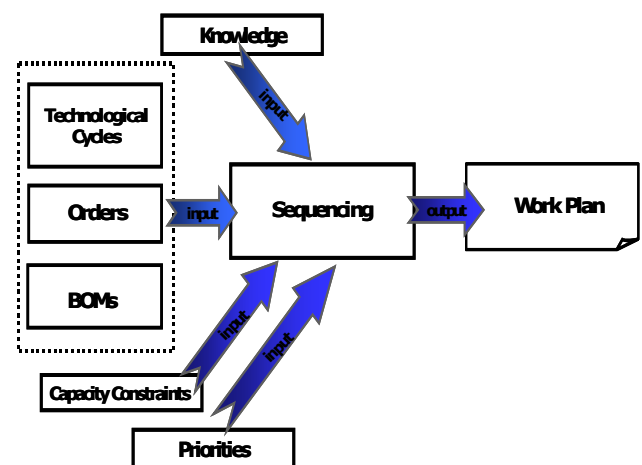 Knowledge
input
Technological
Cycles
Orders
input
Sequencing
output
Work Plan
BOMs
input
input
Capacity Constraints
Priorities